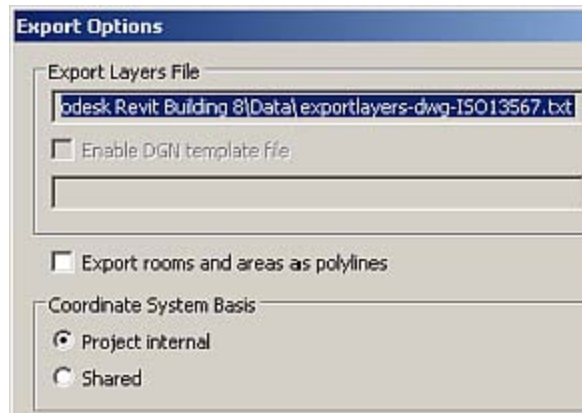 Export Options
Export Layers File
odesk Revit Building 8\Data\exportlayers-dwg-ISO13567.txt
Enable DGN template file
Export rooms and areas as polylines
Coordinate System Basis
Project internal
Shared